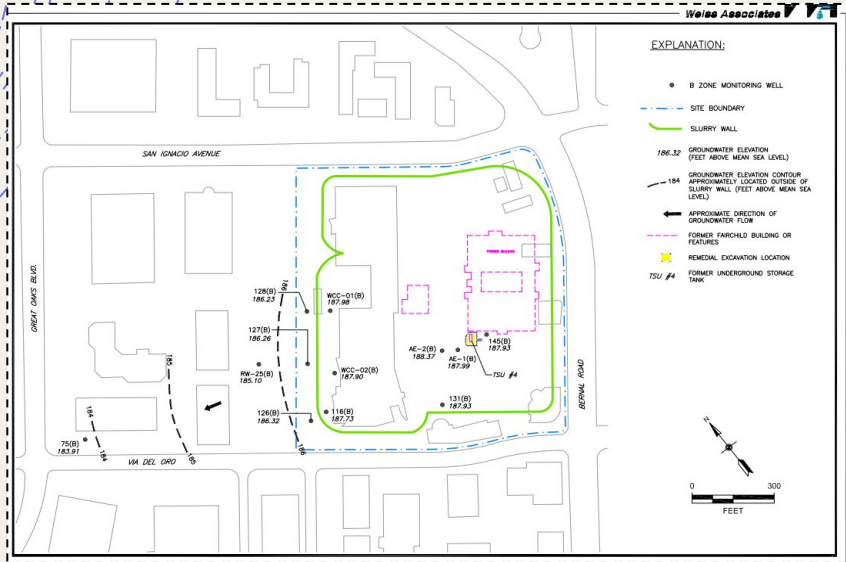 Weiss Associates
EXPLANATION:
B ZONE MONITORING WELL
SITE BOUNDARY
SLURRY WALL
186.32 GROUNDWATER ELEVATION
(FEET ABOVE MEAN SEA LEVEL)
184 GROUNDWATER ELEVATION CONTOUR
APPROXIMATELY LOCATED OUTSIDE OF
SLURRY WALL (FEET ABOVE MEAN SEA
LEVEL)
APPROXIMATE DIRECTION OF
GROUNDWATER FLOW
FORMER FAIRCHILD BUILDING OR
FEATURES
REMEDIAL EXCAVATION LOCATION
TSU #4 FORMER UNDERGROUND STORAGE
TANK
SAN IGNACIO AVENUE
GREAT OAKS BLVD.
BERNAL ROAD
VIA DEL ORO
FORMER BUILDING
128(B)
186.23
186
WCC-01(B)
187.98
127(B)
186.26
RW-25(B)
185.10
WCC-02(B)
187.90
126(B)
186.32
116(B)
187.73
186
AE-2(B)
188.37
AE-1(B)
187.99
145(B)
187.93
TSU #4
131(B)
187.93
185
185
184
184
75(B)
183.91
N
0 300
FEET